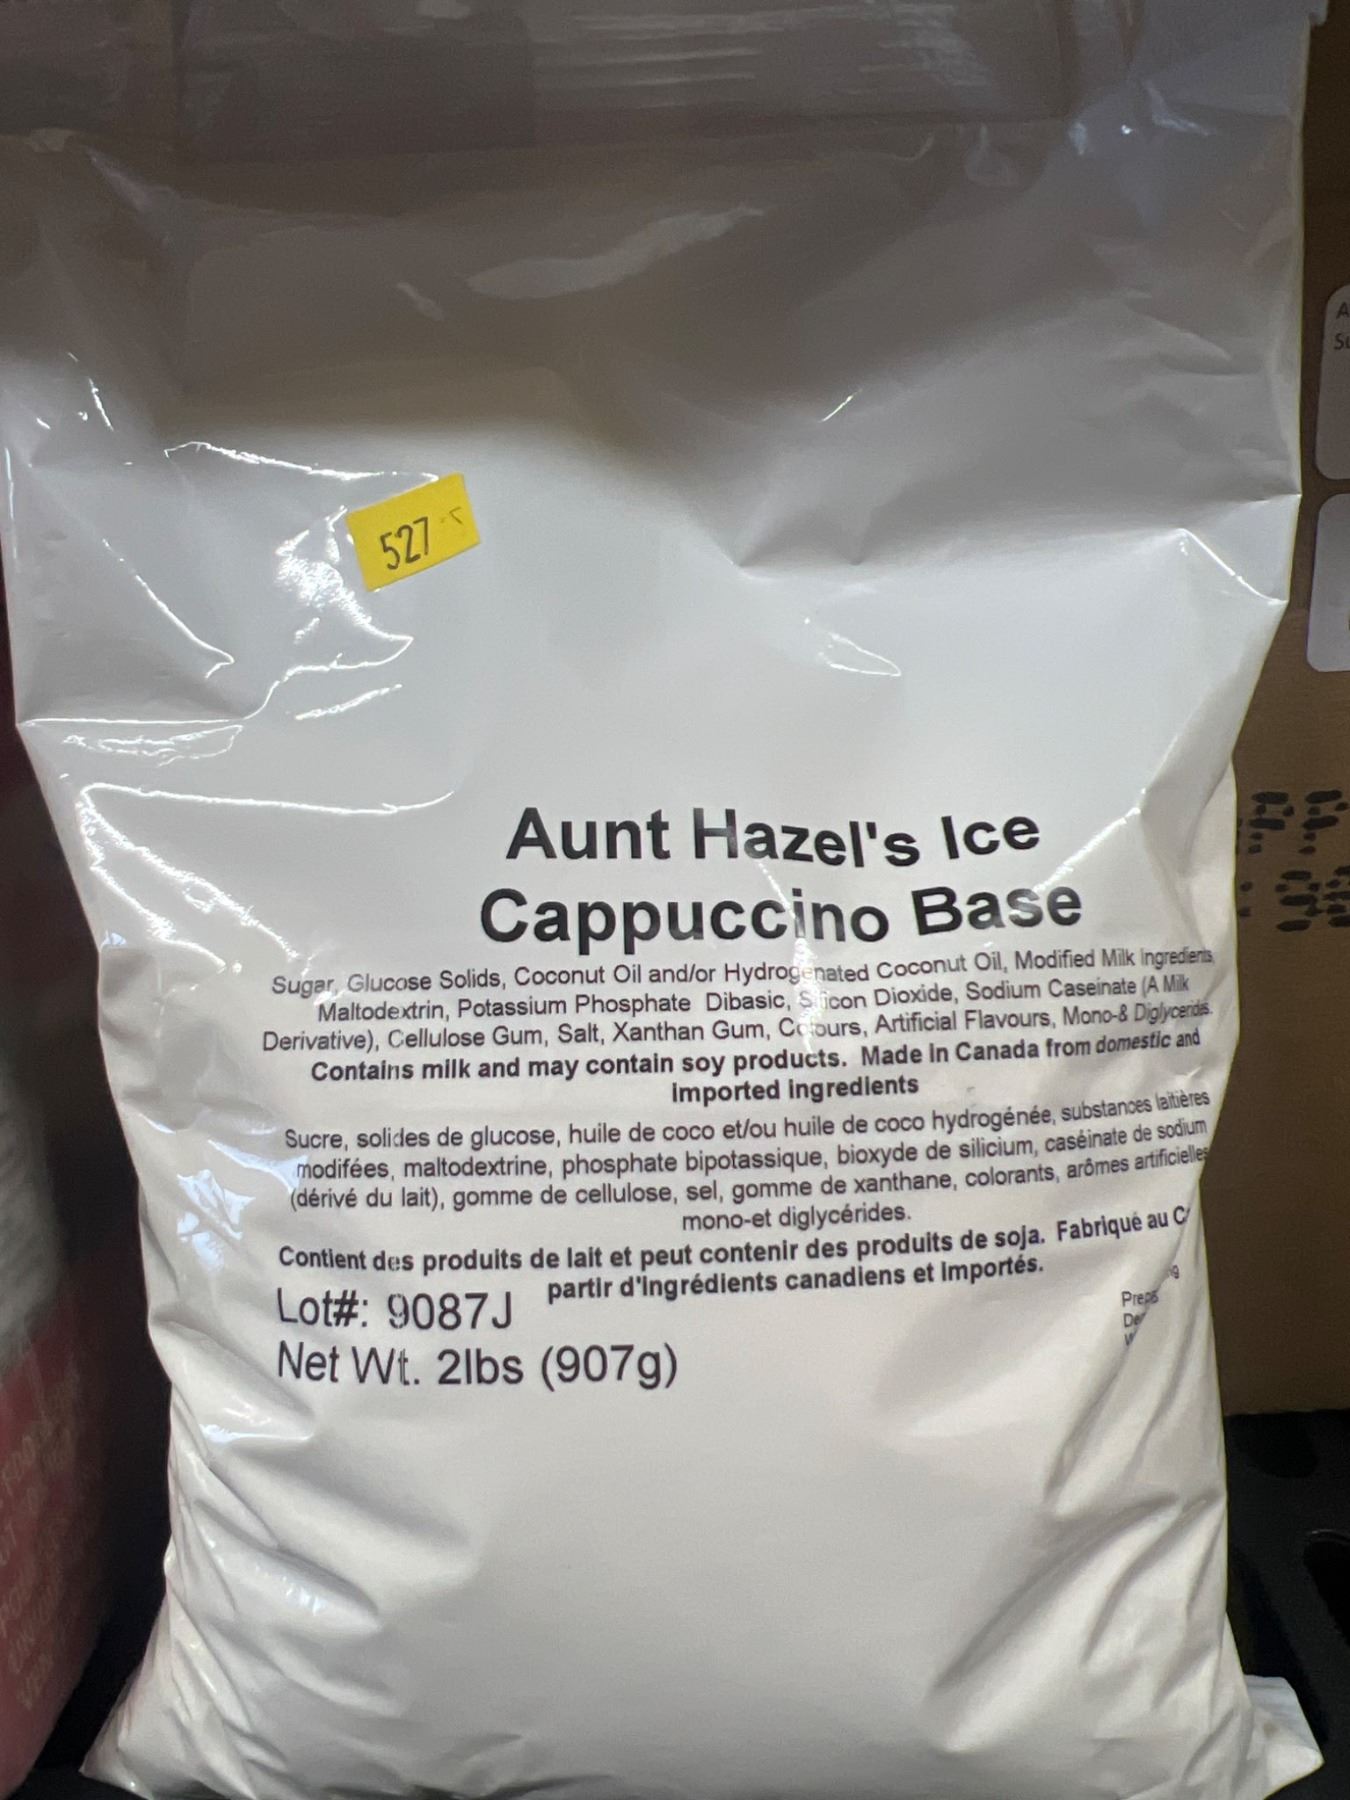 527
Aunt Hazel's Ice
Cappuccino Base
Sugar, Glucose Solids, Coconut Oil and/or Hydrogenated Coconut Oil, Modified Milk Ingredients,
Maltodextrin, Potassium Phosphate Dibasic, Silicon Dioxide, Sodium Caseinate (A Milk
Derivative), Cellulose Gum, Salt, Xanthan Gum, Colours, Artificial Flavours, Mono-& Diglycerides.
Contains milk and may contain soy products. Made In Canada from domestic and
Imported Ingredients
Sucre, solides de glucose, huile de coco et/ou huile de coco hydrogénée, substances laitières
modifées, maltodextrine, phosphate bipotassique, bioxyde de silicium, caséinate de sodium
(dérivé du lait), gomme de cellulose, sel, gomme de xanthane, colorants, arômes artificielles
mono-et diglycérides.
Contient des produits de lait et peut contenir des produits de soja. Fabriqué au
partir d'ingrédients canadiens et Importés.
Lot#: 9087J
Net Wt. 2lbs (907g)